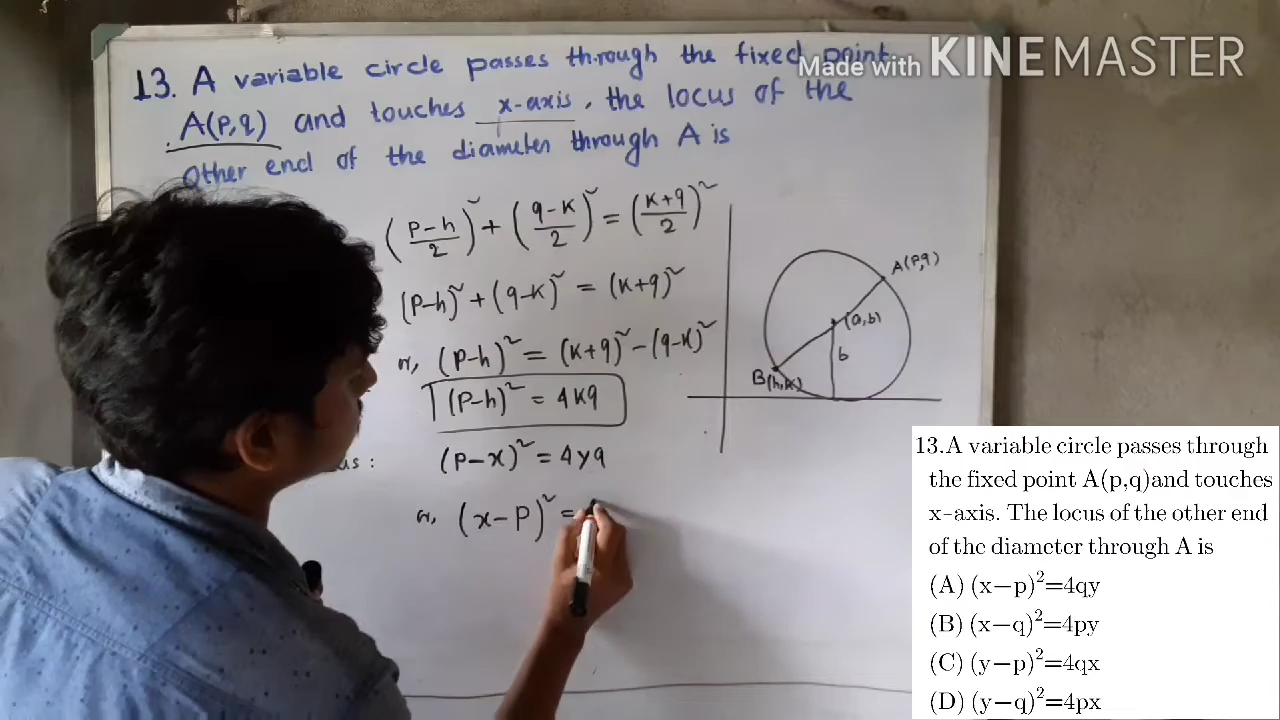 Made with KINEMASTER
13. A variable circle passes through the fixed point
A(P,q) and touches x-axis, the locus of the
other end of the diameter through A is
(P-h/2)² + (q-K/2)² = (K+q/2)²
(P-h)² + (q-K)² = (K+q)²
or, (P-h)² = (K+q)² - (q-K)²
(P-h)² = 4Kq
us : (P-x)² = 4yq
or, (x-P)² =
A(P,q)
(a,b)
b
B(h,K)
13.A variable circle passes through
the fixed point A(p,q)and touches
x-axis. The locus of the other end
of the diameter through A is
(A) (x−p)²=4qy
(B) (x−q)²=4py
(C) (y−p)²=4qx
(D) (y−q)²=4px